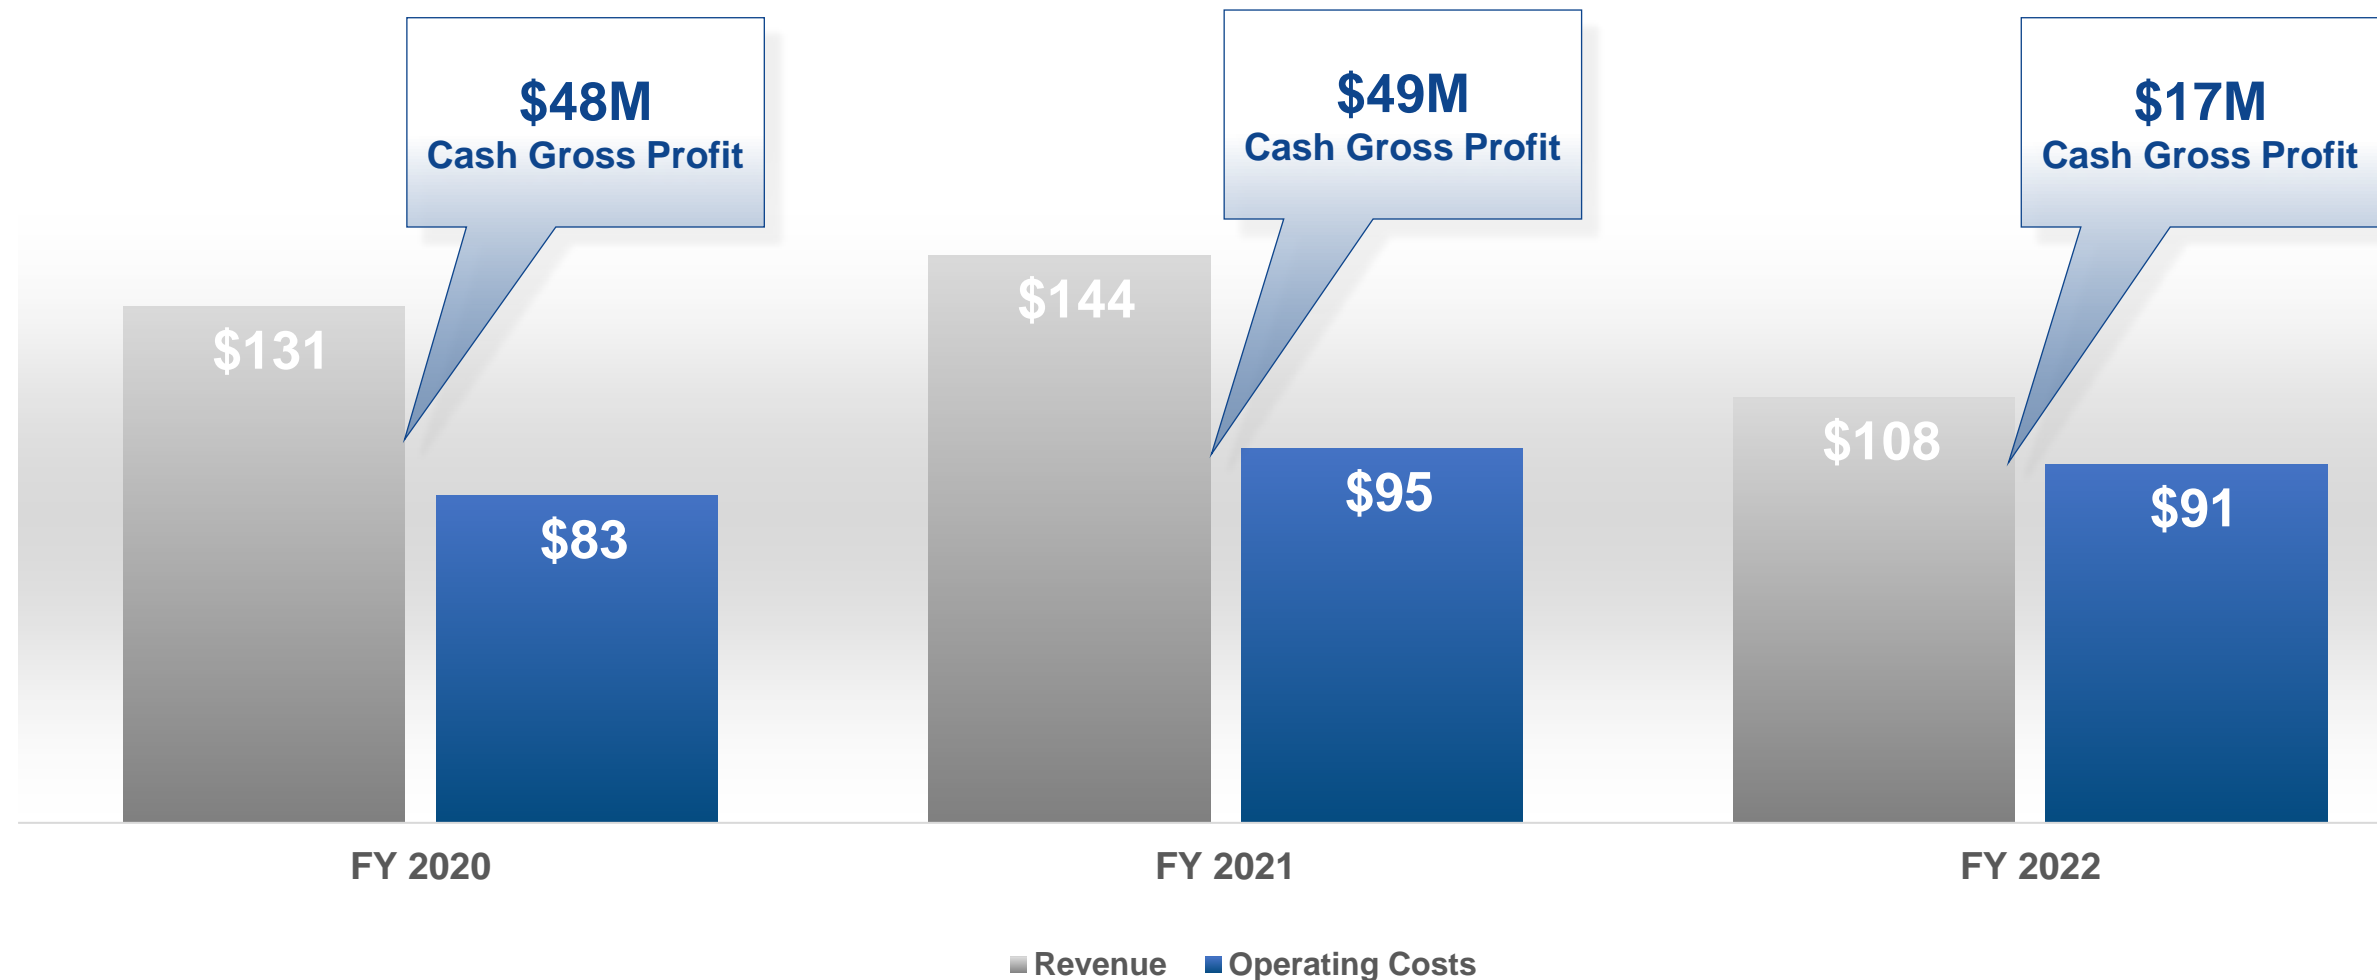 $48M
Cash Gross Profit
$49M
Cash Gross Profit
$17M
Cash Gross Profit
$131
$83
$144
$95
$108
$91
FY 2020
FY 2021
FY 2022
Revenue
Operating Costs